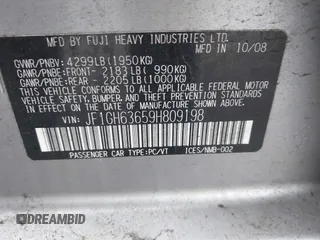 MFD BY FUJI HEAVY INDUSTRIES LTD. IN 10/08
GVWR/PNBV: 4299LB (1950KG)
GAWR/PNBE:FRONT- 2183LB ( 990KG)
GAWR/PNBE:REAR - 2205LB (1000KG)
THIS VEHICLE CONFORMS TO ALL APPLICABLE
FEDERAL MOTOR VEHICLE SAFETY, BUMPER, AND
THEFT PREVENTION STANDARDS IN EFFECT ON THE
DATE OF MANUFACTURE SHOWN ABOVE.
VIN: JF1GH63659H809198
PASSENGER CAR TYPE:PC/VT ICES/NMB-002
DREAMBID